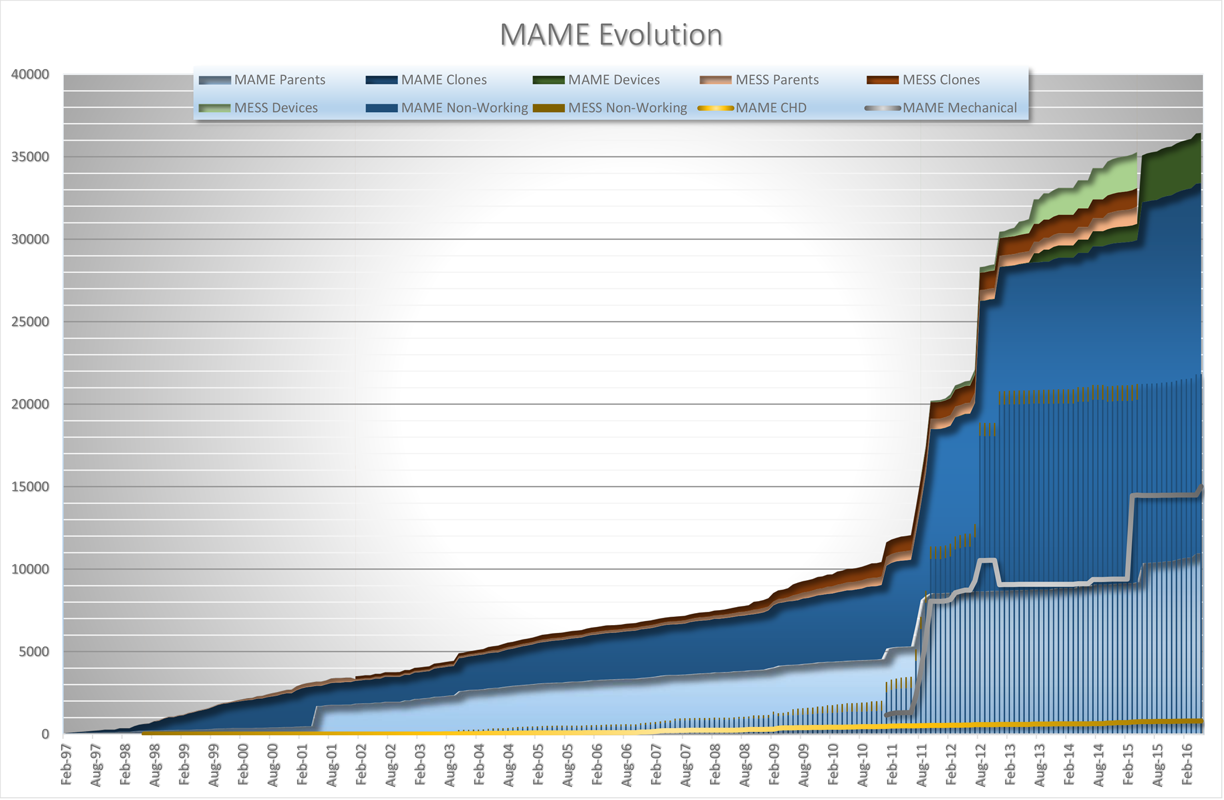 MAME Evolution
MAME Parents MAME Clones MAME Devices MESS Parents MESS Clones
MESS Devices MAME Non-Working MESS Non-Working MAME CHD MAME Mechanical
40000
35000
30000
25000
20000
15000
10000
5000
0
Feb-97 Aug-97 Feb-98 Aug-98 Feb-99 Aug-99 Feb-00 Aug-00 Feb-01 Aug-01 Feb-02 Aug-02 Feb-03 Aug-03 Feb-04 Aug-04 Feb-05 Aug-05 Feb-06 Aug-06 Feb-07 Aug-07 Feb-08 Aug-08 Feb-09 Aug-09 Feb-10 Aug-10 Feb-11 Aug-11 Feb-12 Aug-12 Feb-13 Aug-13 Feb-14 Aug-14 Feb-15 Aug-15 Feb-16